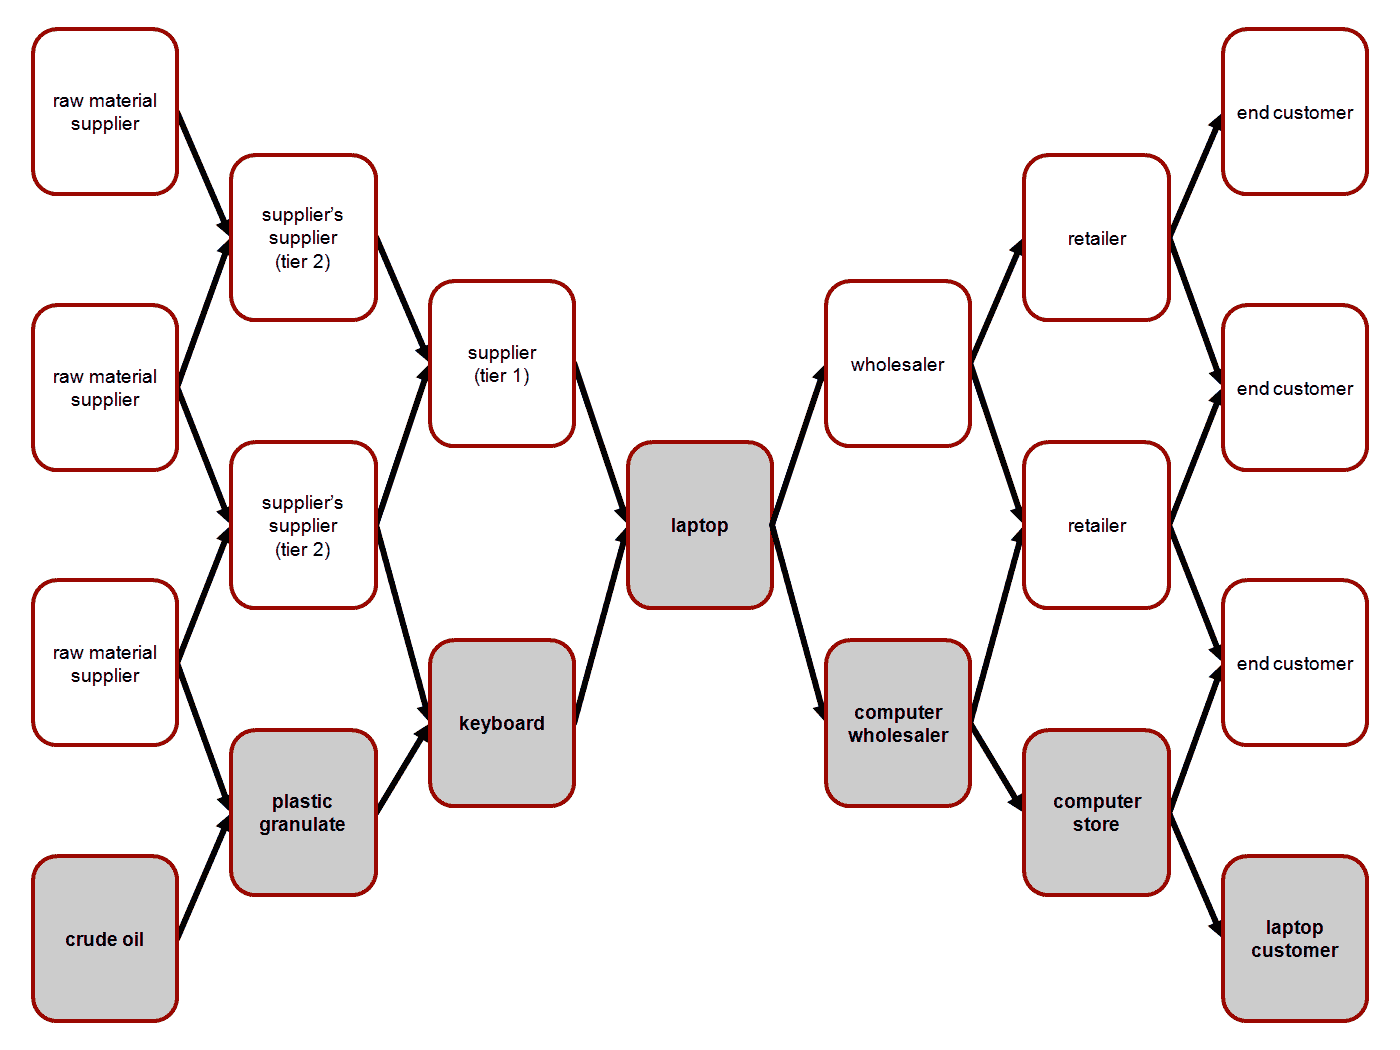 raw material
supplier
supplier’s
supplier
(tier 2)
raw material
supplier
supplier
(tier 1)
supplier’s
supplier
(tier 2)
raw material
supplier
keyboard
plastic
granulate
crude oil
laptop
wholesaler
computer
wholesaler
retailer
retailer
computer
store
end customer
end customer
end customer
laptop
customer